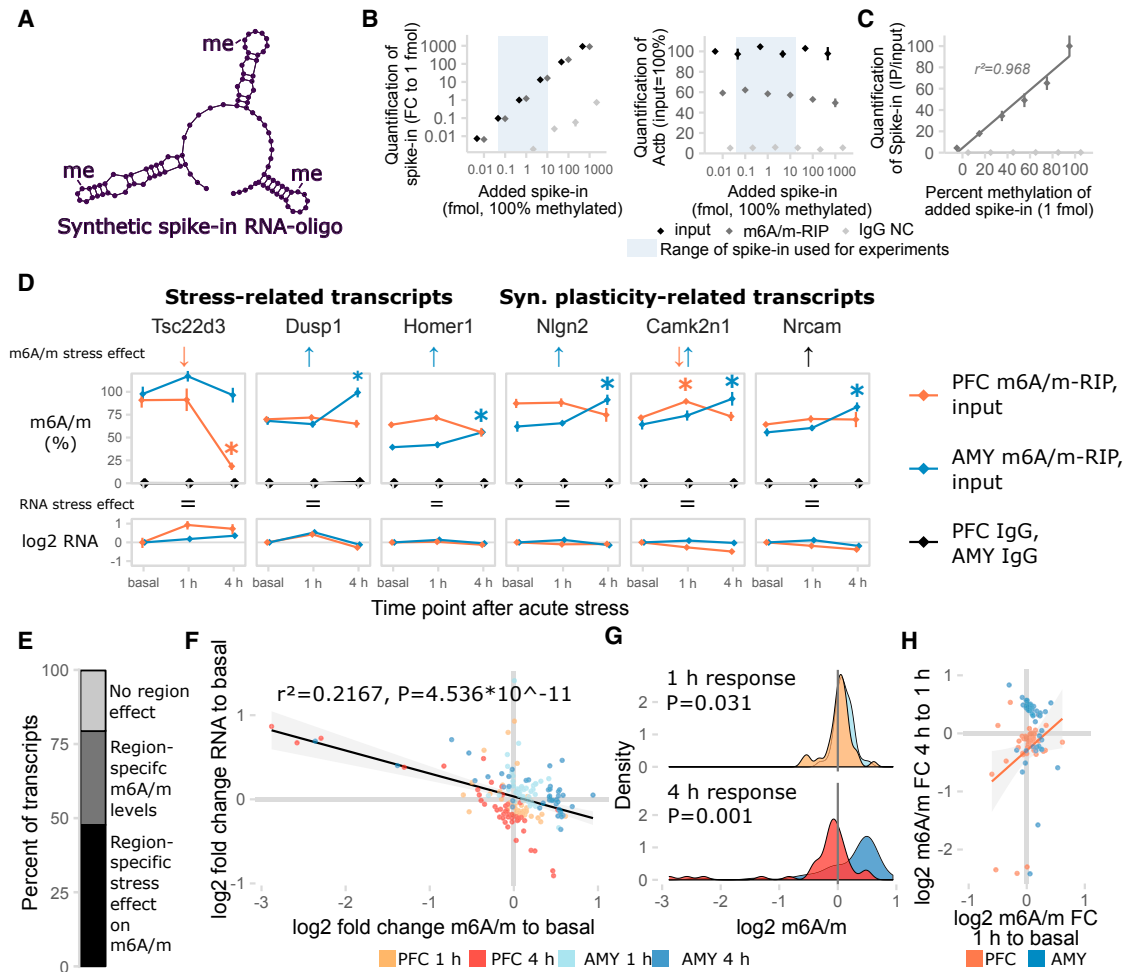 A
me
me
me
Synthetic spike-in RNA-oligo
B
Quantification of
spike-in (FC to 1 fmol)
1000
100
10
1
0.1
0.01
0.01 0.1 1 10 100 1000
Added spike-in
(fmol, 100% methylated)
Quantification of
Actb (input=100%)
100
80
60
40
20
0
0.01 0.1 1 10 100 1000
Added spike-in
(fmol, 100% methylated)
input m6A/m-RIP IgG NC
Range of spike-in used for experiments
C
Quantification
of Spike-in (IP/input)
100
80
60
40
20
0
r²=0.968
0 20 40 60 80 100
Percent methylation of
added spike-in (1 fmol)
D
Stress-related transcripts
Syn. plasticity-related transcripts
Tsc22d3 Dusp1 Homer1 Nlgn2 Camk2n1 Nrcam
m6A/m stress effect
↓ ↑ ↑ ↑ ↓↑ ↑
m6A/m
(%)
100
75
50
25
0
* * * * * * *
RNA stress effect = = = = = =
log2 RNA
1
0
-1
basal 1 h 4 h basal 1 h 4 h basal 1 h 4 h basal 1 h 4 h basal 1 h 4 h basal 1 h 4 h
Time point after acute stress
PFC m6A/m-RIP,
input
AMY m6A/m-RIP,
input
PFC IgG,
AMY IgG
E
Percent of transcripts
100
75
50
25
0
No region
effect
Region-
specifc
m6A/m
levels
Region-
specific
stress
effect
on
m6A/m
F
log2 fold change RNA to basal
r²=0.2167, P=4.536*10^-11
1
0
-1
-3 -2 -1 0 1
log2 fold change m6A/m to basal
PFC 1 h PFC 4 h AMY 1 h AMY 4 h
G
Density
1 h response
P=0.031
2
1
0
4 h response
P=0.001
2
1
0
-3 -2 -1 0 1
log2 m6A/m
H
log2 m6A/m FC 4 h to 1 h
1
0
-1
-2
-1 0 1
log2 m6A/m FC
1 h to basal
PFC AMY